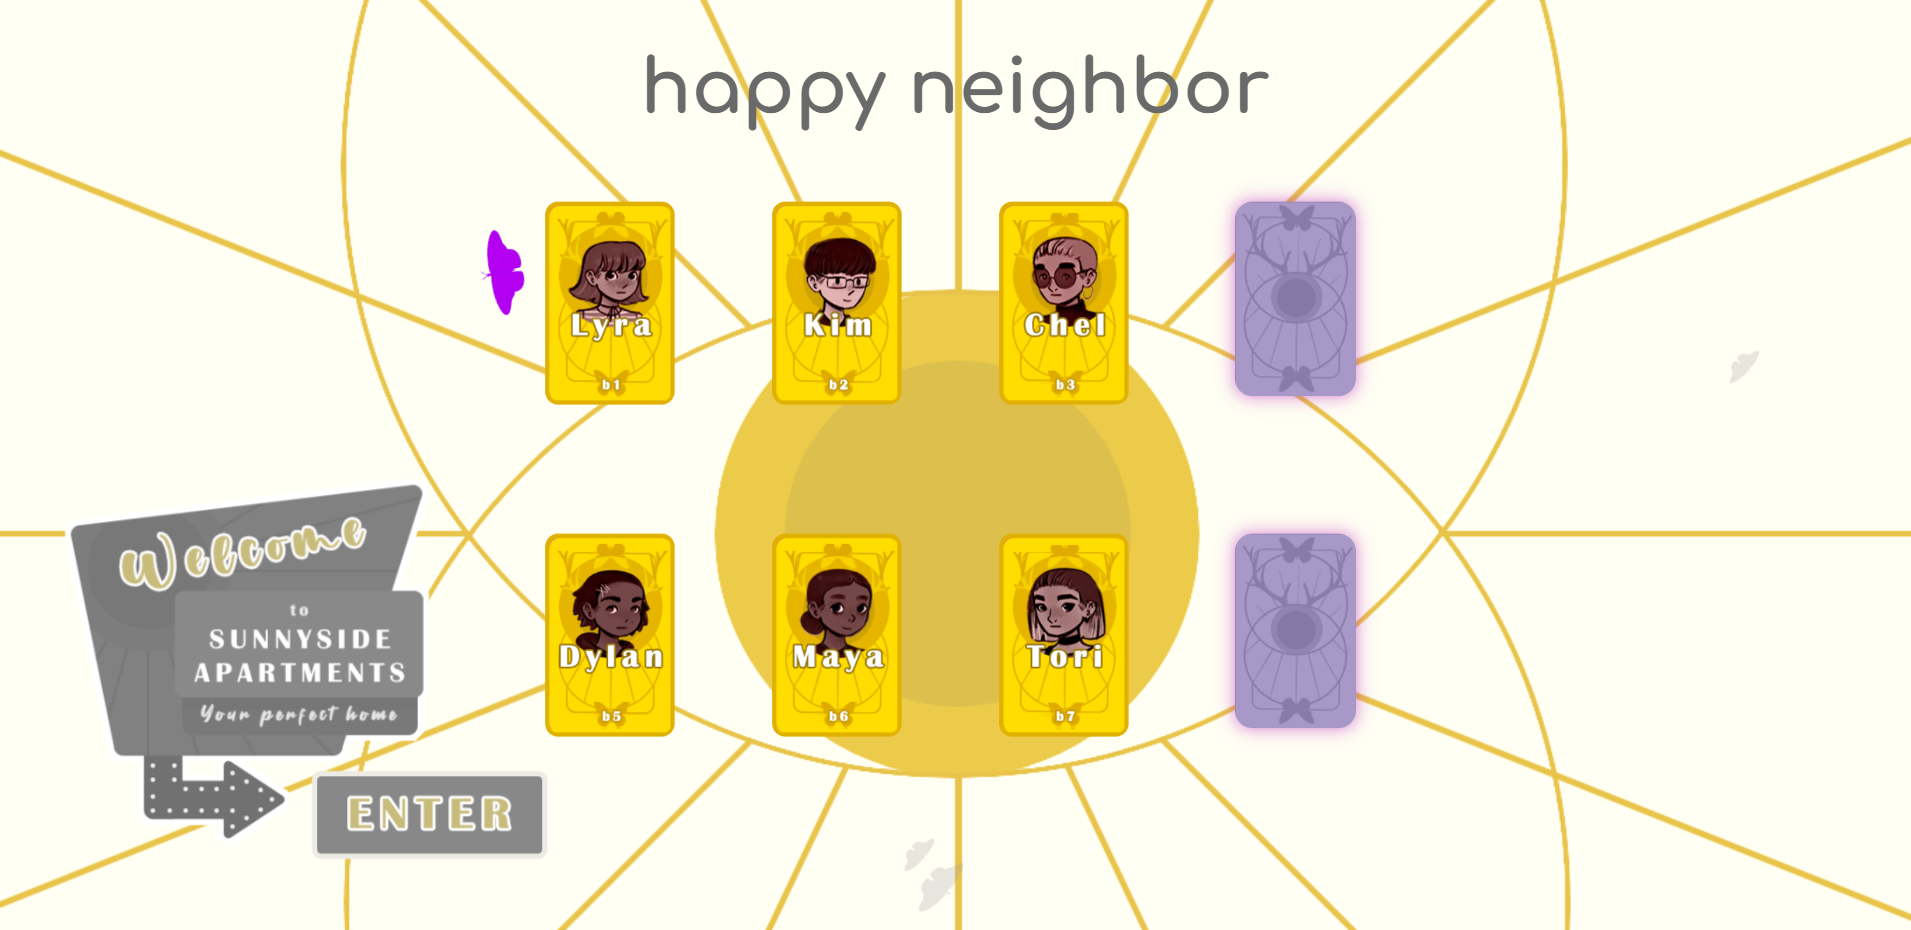 happy neighbor
Lyra
b1
Kim
b2
Chel
b3
Welcome
to
SUNNYSIDE
APARTMENTS
Your perfect home
ENTER
Dylan
b5
Maya
b6
Tori
b7